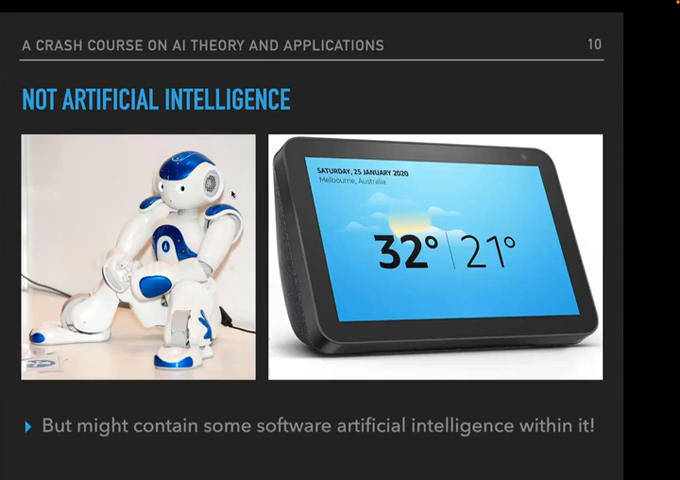 A CRASH COURSE ON AI THEORY AND APPLICATIONS 10
NOT ARTIFICIAL INTELLIGENCE
SATURDAY, 25 JANUARY 2020
Melbourne, Australia
32° 21°
But might contain some software artificial intelligence within it!